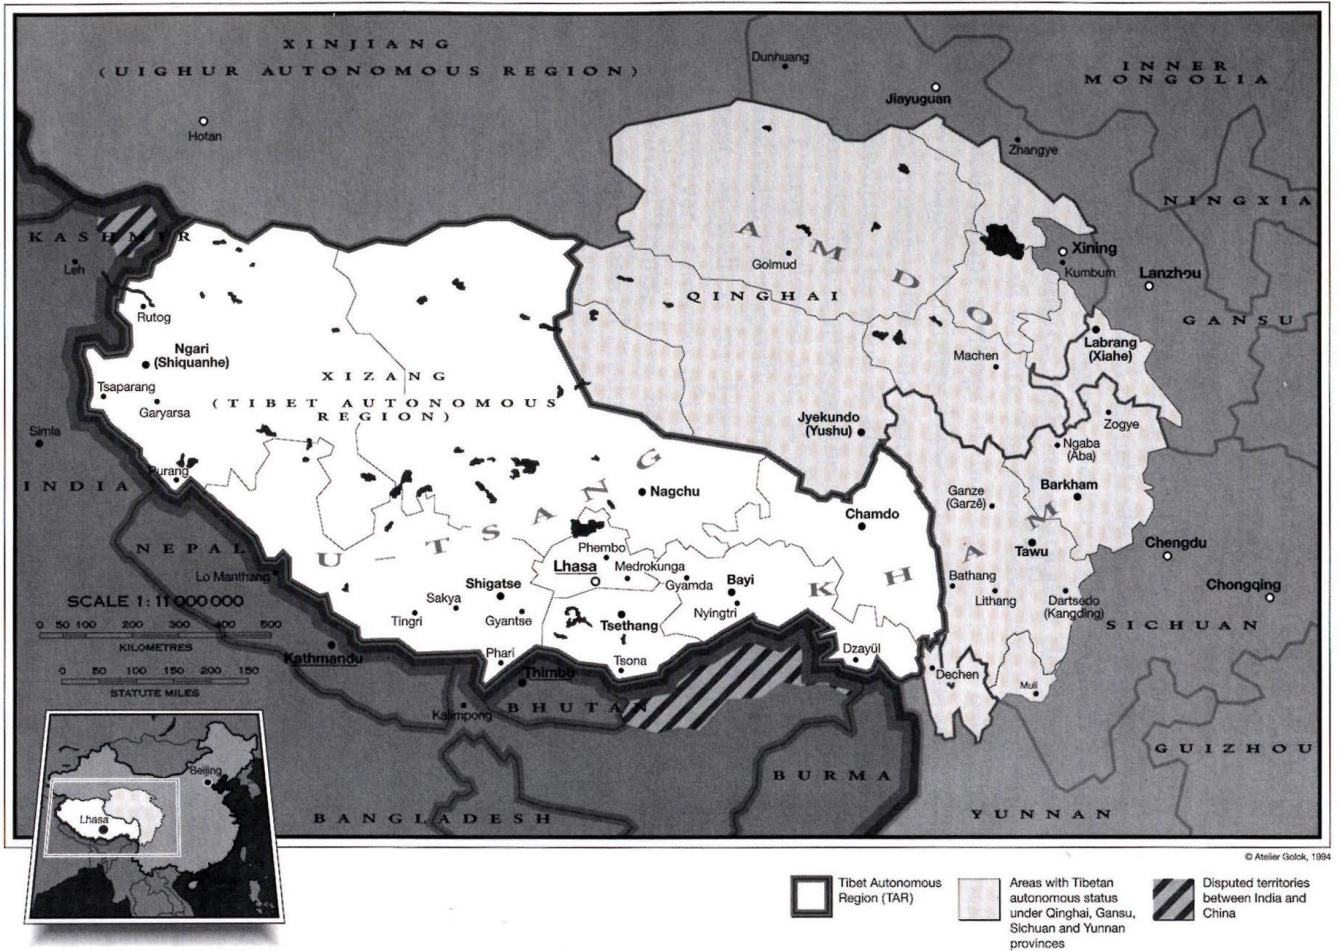 XINJIANG
(UIGHUR AUTONOMOUS REGION)
Dunhuang
INNER
MONGOLIA
Jiayuguan
Hotan
Zhangye
NINGXIA
KASHMIR
Leh
AMDO
Xining
Kumbum
Golmud
Lanzhou
QINGHAI
Rutog
GANSU
Ngari
(Shiquanhe)
Labrang
(Xiahe)
Machen
XIZANG
(TIBET AUTONOMOUS
REGION)
Tsaparang
Garyarsa
Jyekundo
(Yushu)
Zogye
Simla
Ngaba
(Aba)
Purang
INDIA
Nagchu
Ganze
(Garzê)
Barkham
Chamdo
U-TSANG
KHAM
NEPAL
Phembo
Tawu
Chengdu
Lhasa
Medrokunga
Lo Manthang
Gyamda
Bayi
Bathang
Chongqing
Shigatse
Sakya
Nyingtri
Lithang
Dartsedo
(Kangding)
SCALE 1:11 000 000
0 50 100 200 300 400 500
KILOMETRES
0 50 100 150 200 150
STATUTE MILES
Tingri
Gyantse
Tsethang
SICHUAN
Kathmandu
Phari
Tsona
Dzayül
Thimbo
Dechen
Muli
Kalimpong
BHUTAN
GUIZHOU
BURMA
YUNNAN
BANGLADESH
Beijing
Lhasa
© Atelier Golok, 1994
Tibet Autonomous
Region (TAR)
Areas with Tibetan
autonomous status
under Qinghai, Gansu,
Sichuan and Yunnan
provinces
Disputed territories
between India and
China